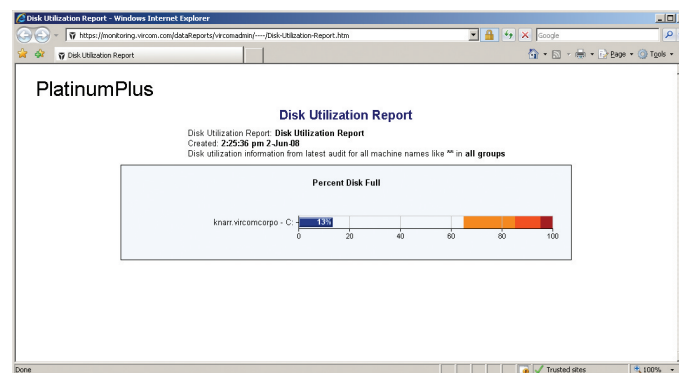 Disk Utilization Report - Windows Internet Explorer
https://monitoring.vircom.com/dataReports/vircomadmin/----/Disk-Utilization-Report.htm
Google
Disk Utilization Report
Page
Tools
PlatinumPlus
Disk Utilization Report
Disk Utilization Report: Disk Utilization Report
Created: 2:25:36 pm 2-Jun-08
Disk utilization information from latest audit for all machine names like "*" in all groups
Percent Disk Full
knarr.vircomcorpo - C:
13%
0 20 40 60 80 100
Done
Trusted sites
100%